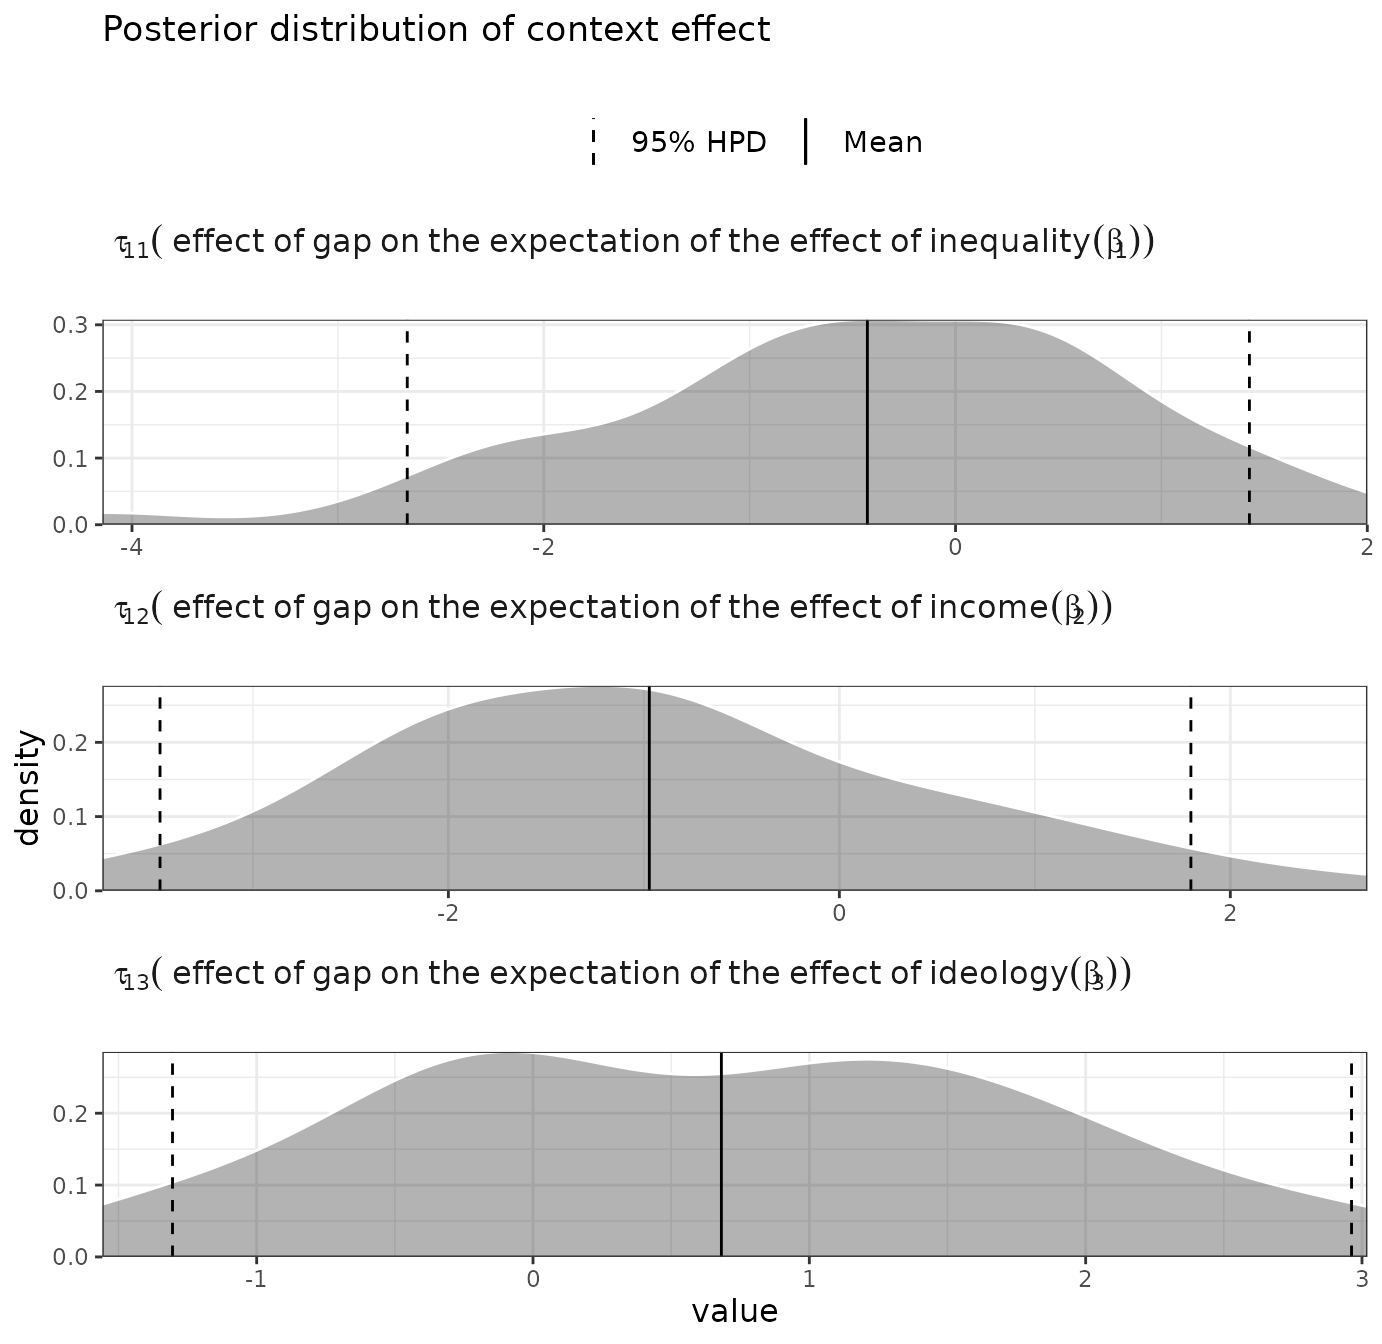 Posterior distribution of context effect
95% HPD Mean
τ11( effect of gap on the expectation of the effect of inequality(β1))
0.3
0.2
0.1
0.0
-4 -2 0 2
τ12( effect of gap on the expectation of the effect of income(β2))
density
0.2
0.1
0.0
-2 0 2
τ13( effect of gap on the expectation of the effect of ideology(β3))
0.2
0.1
0.0
-1 0 1 2 3
value